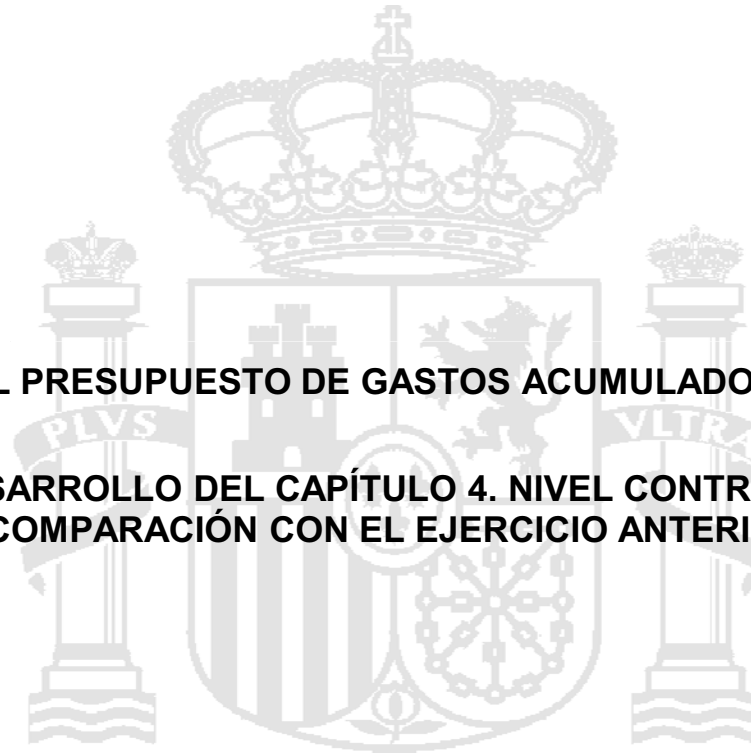 L PRESUPUESTO DE GASTOS ACUMULADO
PLVS
VLTRA
SARROLLO DEL CAPÍTULO 4. NIVEL CONTR
COMPARACIÓN CON EL EJERCICIO ANTERI